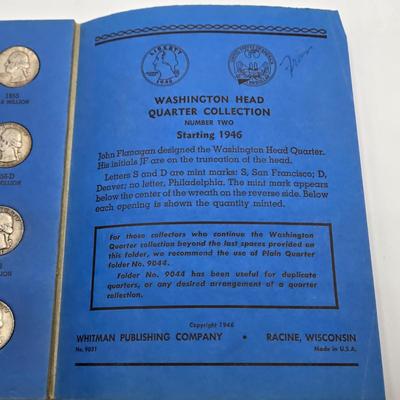 LIBERTY
1946
WASHINGTON HEAD
QUARTER COLLECTION
NUMBER TWO
Starting 1946
John Flanagan designed the Washington Head Quarter.
His initials JF are on the truncation of the head.
Letters S and D are mint marks: S, San Francisco; D,
Denver; no letter, Philadelphia. The mint mark appears
below the center of the wreath on the reverse side. Below
each opening is shown the quantity minted.
For those collectors who continue the Washington
Quarter collection beyond the last spaces provided on
this folder, we recommend the use of Plain Quarter
folder No. 9044.
Folder No. 9044 has been useful for duplicate
quarters, or any desired arrangement of a quarter
collection.
Copyright 1946
WHITMAN PUBLISHING COMPANY • RACINE, WISCONSIN
No. 9031
Made in U.S.A.
1955
MILLION